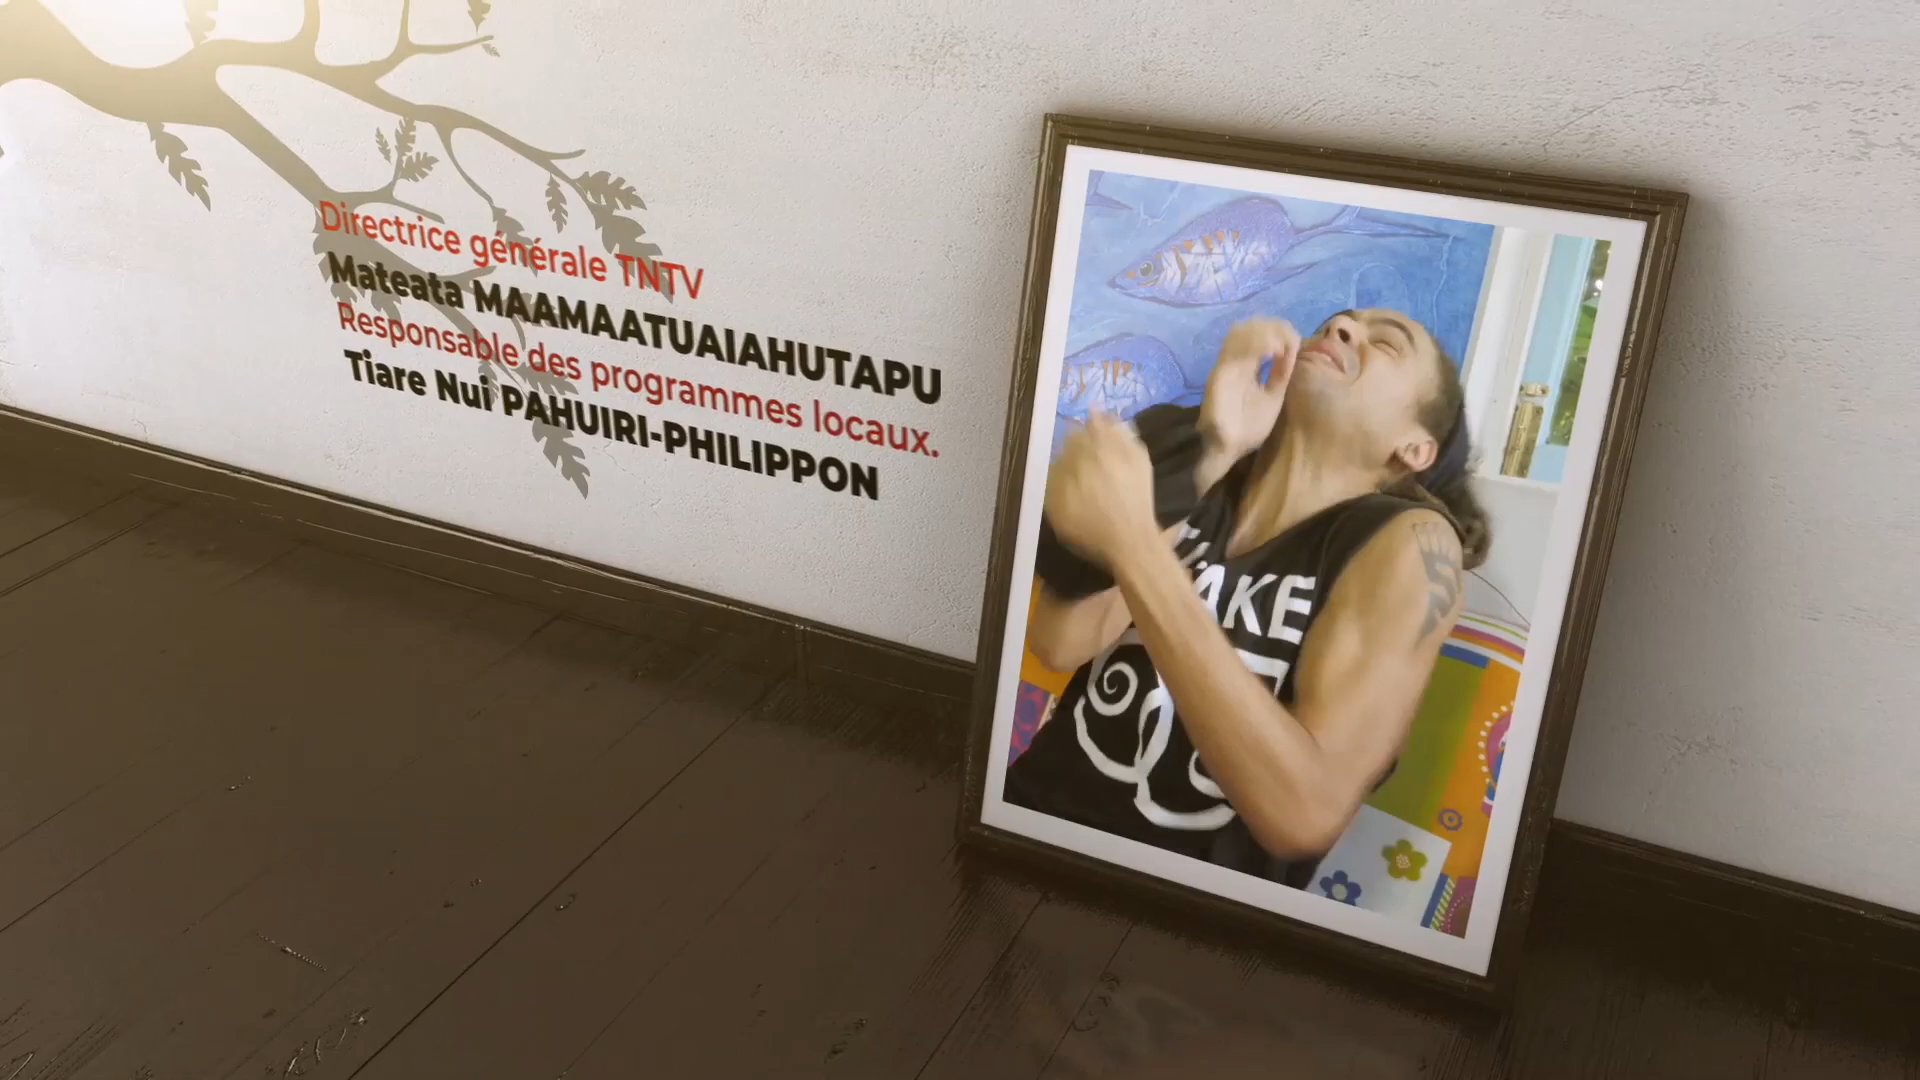 Directrice générale TNTV
Mateata MAAMAATUAIAHUTAPU
Responsable des programmes locaux.
Tiare Nui PAHUIRI-PHILIPPON
AKE